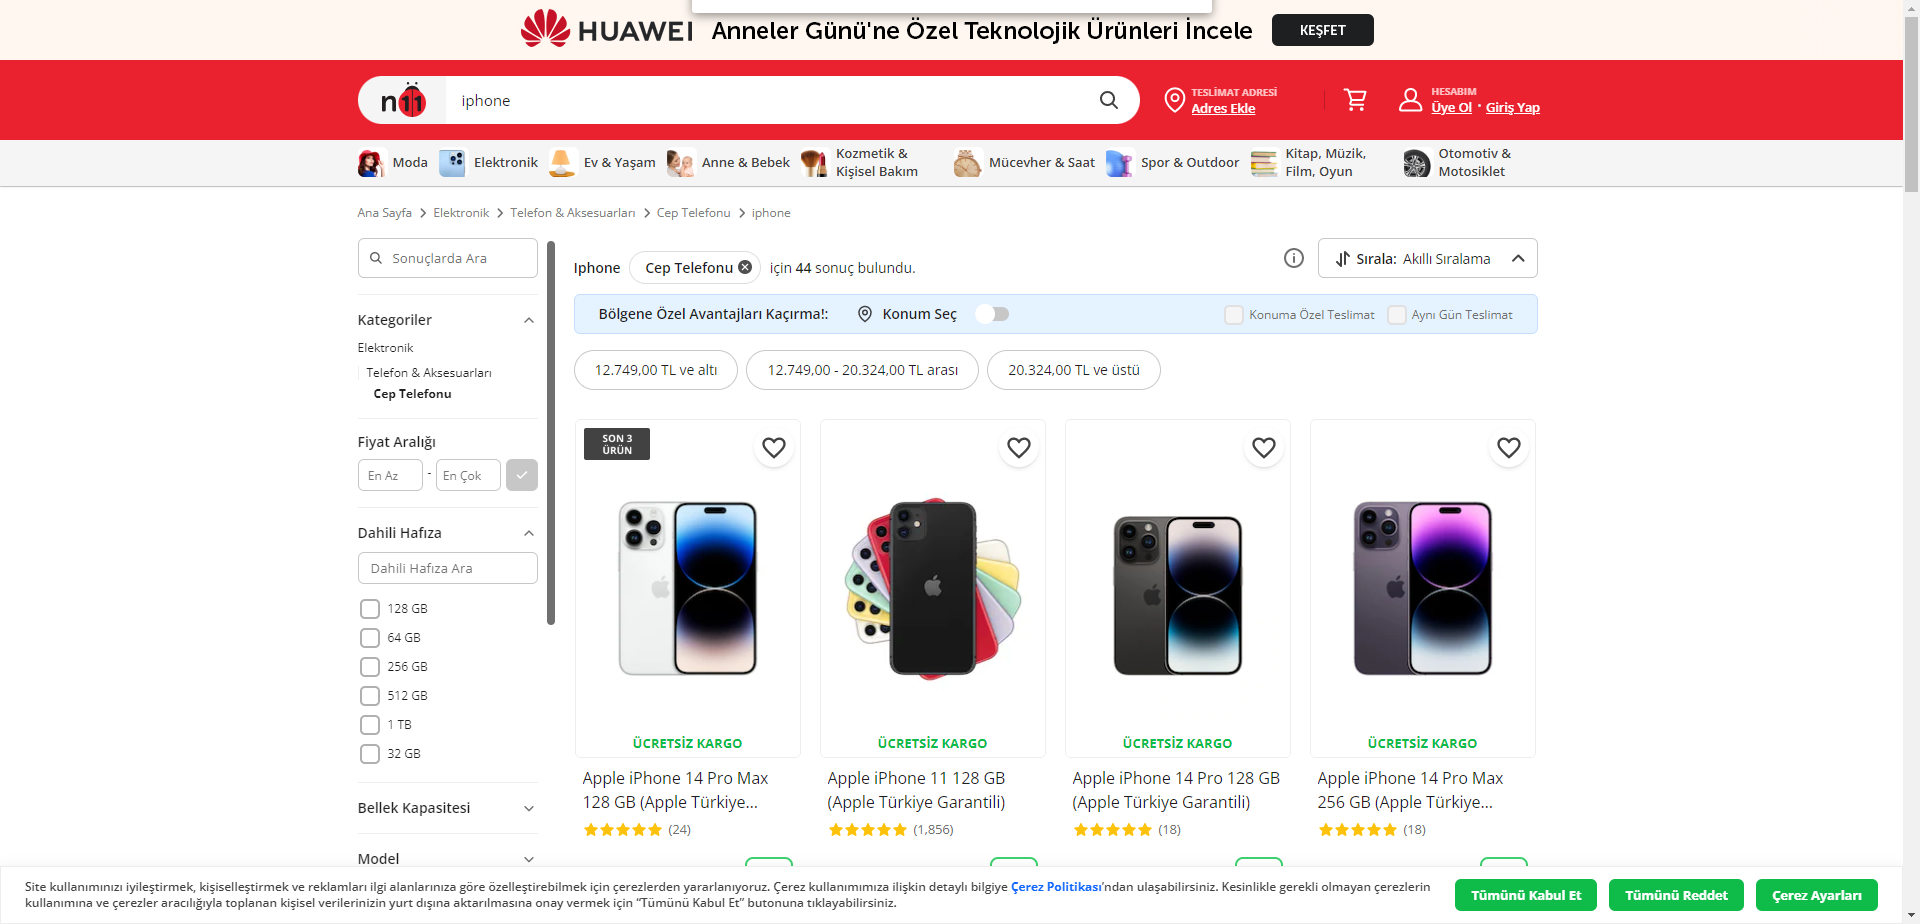 HUAWEI Anneler Günü'ne Özel Teknolojik Ürünleri İncele KEŞFET
n11
iphone
TESLİMAT ADRESİ
Adres Ekle
HESABIM
Üye Ol · Giriş Yap
Moda
Elektronik
Ev & Yaşam
Anne & Bebek
Kozmetik &
Kişisel Bakım
Mücevher & Saat
Spor & Outdoor
Kitap, Müzik,
Film, Oyun
Otomotiv &
Motosiklet
Ana Sayfa > Elektronik > Telefon & Aksesuarları > Cep Telefonu > iphone
Sonuçlarda Ara
Kategoriler
Elektronik
Telefon & Aksesuarları
Cep Telefonu
Fiyat Aralığı
En Az - En Çok
Dahili Hafıza
Dahili Hafıza Ara
128 GB
64 GB
256 GB
512 GB
1 TB
32 GB
Bellek Kapasitesi
Model
Iphone Cep Telefonu için 44 sonuç bulundu.
Sırala: Akıllı Sıralama
Bölgene Özel Avantajları Kaçırma!: Konum Seç
Konuma Özel Teslimat
Aynı Gün Teslimat
12.749,00 TL ve altı
12.749,00 - 20.324,00 TL arası
20.324,00 TL ve üstü
SON 3
ÜRÜN
ÜCRETSİZ KARGO
Apple iPhone 14 Pro Max
128 GB (Apple Türkiye...
(24)
ÜCRETSİZ KARGO
Apple iPhone 11 128 GB
(Apple Türkiye Garantili)
(1,856)
ÜCRETSİZ KARGO
Apple iPhone 14 Pro 128 GB
(Apple Türkiye Garantili)
(18)
ÜCRETSİZ KARGO
Apple iPhone 14 Pro Max
256 GB (Apple Türkiye...
(18)
Site kullanımınızı iyileştirmek, kişiselleştirmek ve reklamları ilgi alanlarınıza göre özelleştirebilmek için çerezlerden yararlanıyoruz. Çerez kullanımımıza ilişkin detaylı bilgiye Çerez Politikası'ndan ulaşabilirsiniz. Kesinlikle gerekli olmayan çerezlerin
kullanımına ve çerezler aracılığıyla toplanan kişisel verilerinizin yurt dışına aktarılmasına onay vermek için “Tümünü Kabul Et” butonuna tıklayabilirsiniz.
Tümünü Kabul Et
Tümünü Reddet
Çerez Ayarları